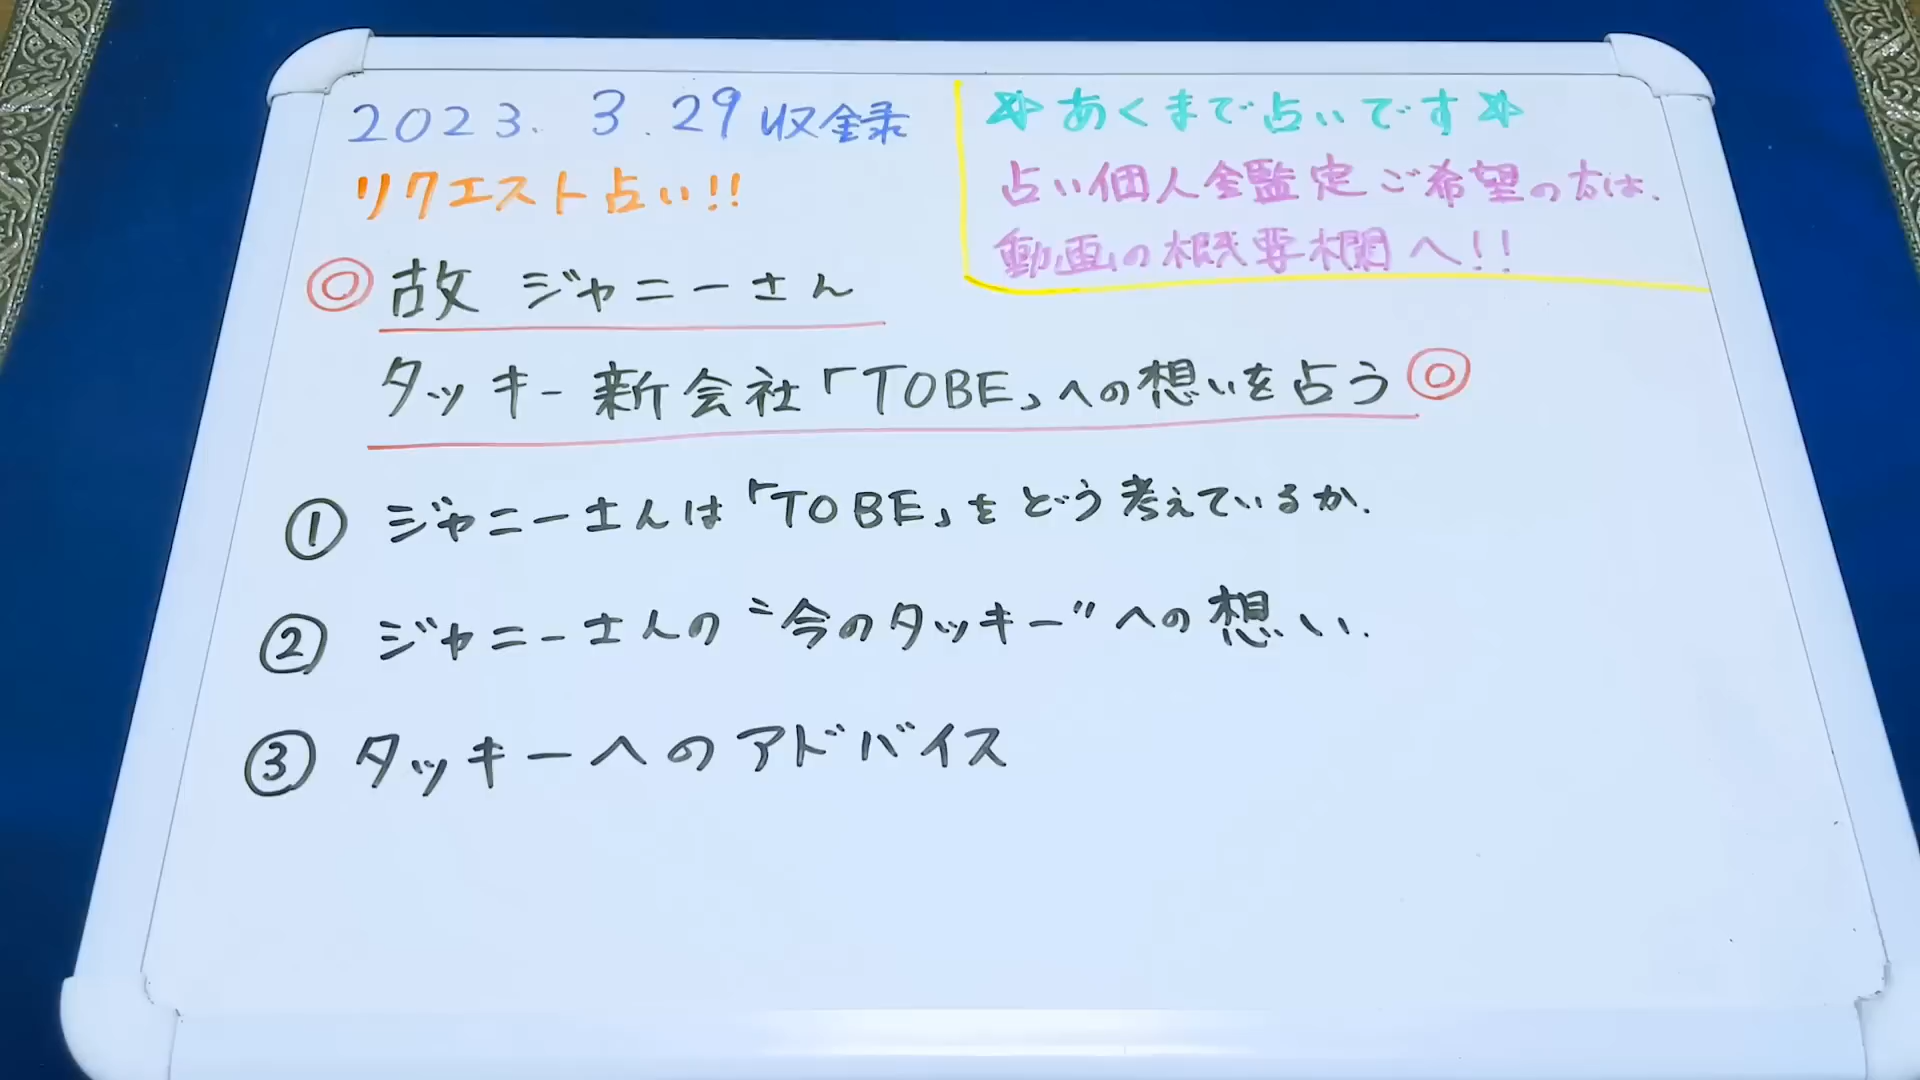 2023. 3. 29 収録
リクエスト占い!!
☆あくまで占いです☆
占い個人全監定ご希望の方は、
動画の概要欄へ!!
◎故 ジャニーさん
タッキー新会社「TOBE」への想いを占う◎
① ジャニーさんは「TOBE」をどう考えているか.
② ジャニーさんの〝今のタッキー〟への想い.
③ タッキーへのアドバイス